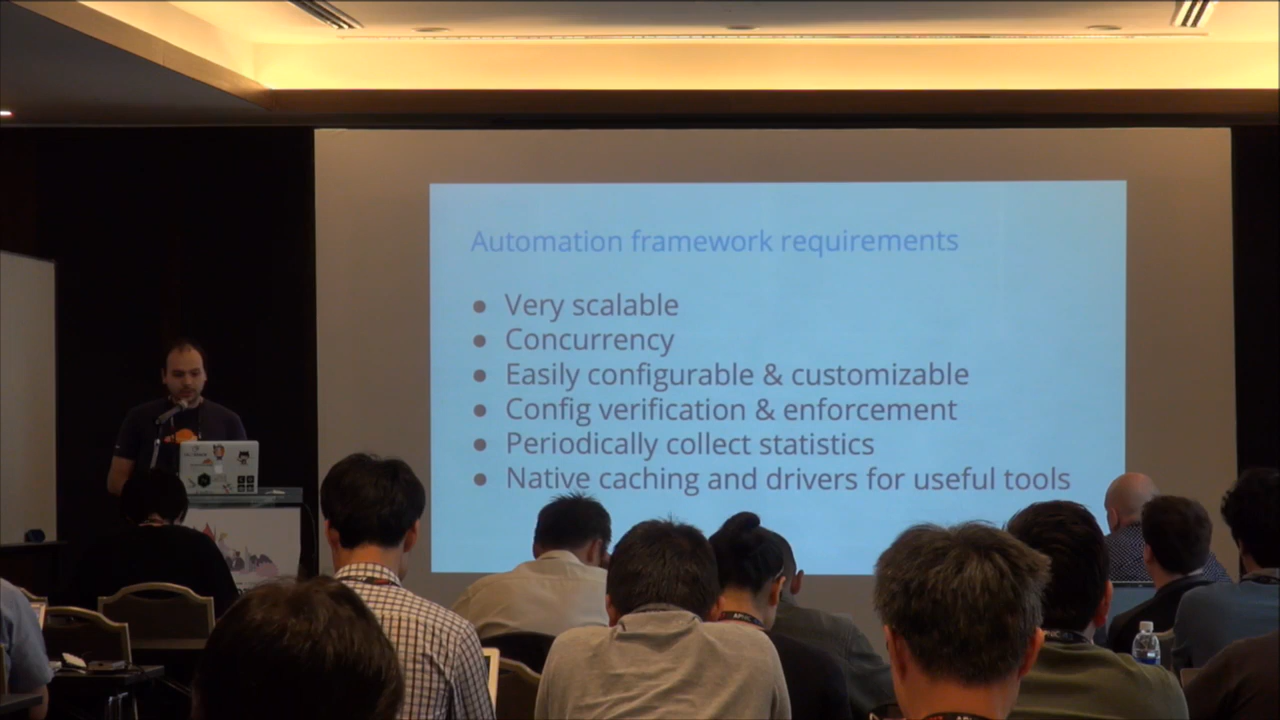 Automation framework requirements
● Very scalable
● Concurrency
● Easily configurable & customizable
● Config verification & enforcement
● Periodically collect statistics
● Native caching and drivers for useful tools